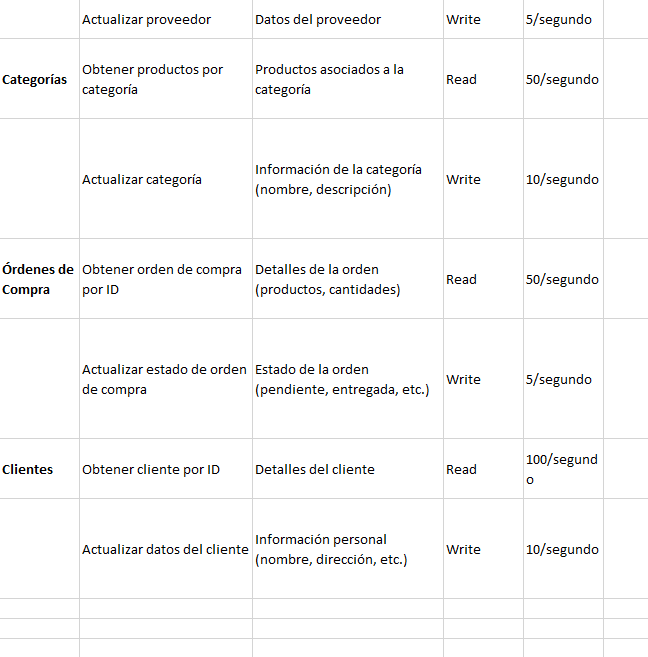 Actualizar proveedor Datos del proveedor Write 5/segundo
Categorías Obtener productos por categoría Productos asociados a la categoría Read 50/segundo
Actualizar categoría Información de la categoría (nombre, descripción) Write 10/segundo
Órdenes de Compra Obtener orden de compra por ID Detalles de la orden (productos, cantidades) Read 50/segundo
Actualizar estado de orden de compra Estado de la orden (pendiente, entregada, etc.) Write 5/segundo
Clientes Obtener cliente por ID Detalles del cliente Read 100/segundo
Actualizar datos del cliente Información personal (nombre, dirección, etc.) Write 10/segundo